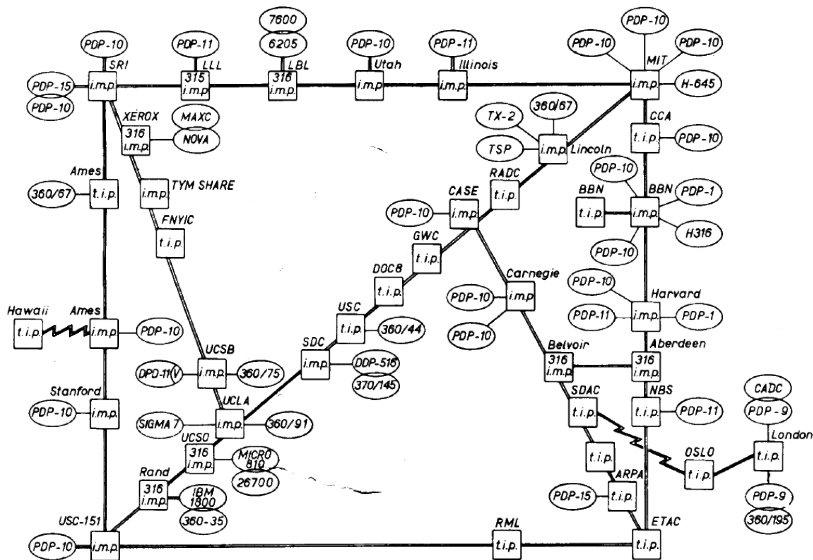 7600
PDP-10
PDP-10
PDP-11
6205
PDP-10
PDP-11
PDP-10
PDP-10
SRI
LLL
LBL
Utah
Illinois
MIT
PDP-15
i.m.p.
315
i.m.p.
316
i.m.p.
i.m.p.
i.m.p.
i.m.p.
H-645
PDP-10
XEROX
MAXC
360/67
CCA
316
i.m.p.
NOVA
TX-2
TSP
i.m.p.
Lincoln
t.i.p.
PDP-10
Ames
RADC
PDP-10
360/67
t.i.p.
i.m.p.
TYM SHARE
t.i.p.
BBN
BBN
PDP-1
CASE
t.i.p.
i.m.p.
FNYIC
PDP-10
i.m.p.
H316
t.i.p.
GWC
PDP-10
t.i.p.
DOCB
Carnegie
PDP-10
Harvard
Hawaii
Ames
t.i.p.
PDP-10
i.m.p.
PDP-11
i.m.p.
PDP-1
t.i.p.
i.m.p.
PDP-10
USC
t.i.p.
360/44
PDP-10
SDC
Belvoir
Aberdeen
UCSB
i.m.p.
DDP-516
316
i.m.p.
316
i.m.p.
i.m.p.
360/75
370/145
SDAC
NBS
CADC
Stanford
UCLA
t.i.p.
t.i.p.
PDP-11
PDP-9
PDP-10
i.m.p.
SIGMA 7
i.m.p.
360/91
OSLO
London
UCSD
316
i.m.p.
MICRO
810
t.i.p.
t.i.p.
t.i.p.
Rand
26700
ARPA
316
i.m.p.
IBM
1800
PDP-15
t.i.p.
PDP-9
360-35
360/195
USC-151
RML
ETAC
PDP-10
i.m.p.
t.i.p.
t.i.p.